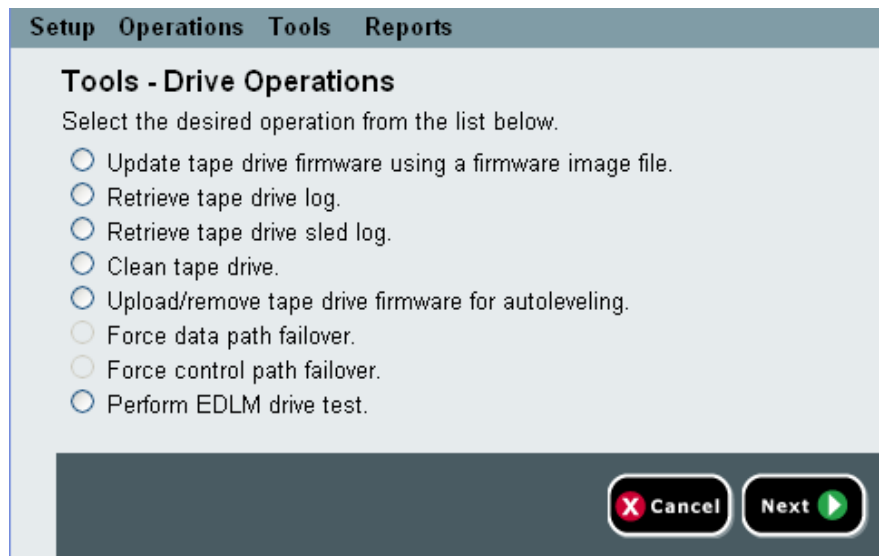 Setup Operations Tools Reports
Tools - Drive Operations
Select the desired operation from the list below.
Update tape drive firmware using a firmware image file.
Retrieve tape drive log.
Retrieve tape drive sled log.
Clean tape drive.
Upload/remove tape drive firmware for autoleveling.
Force data path failover.
Force control path failover.
Perform EDLM drive test.
Cancel Next